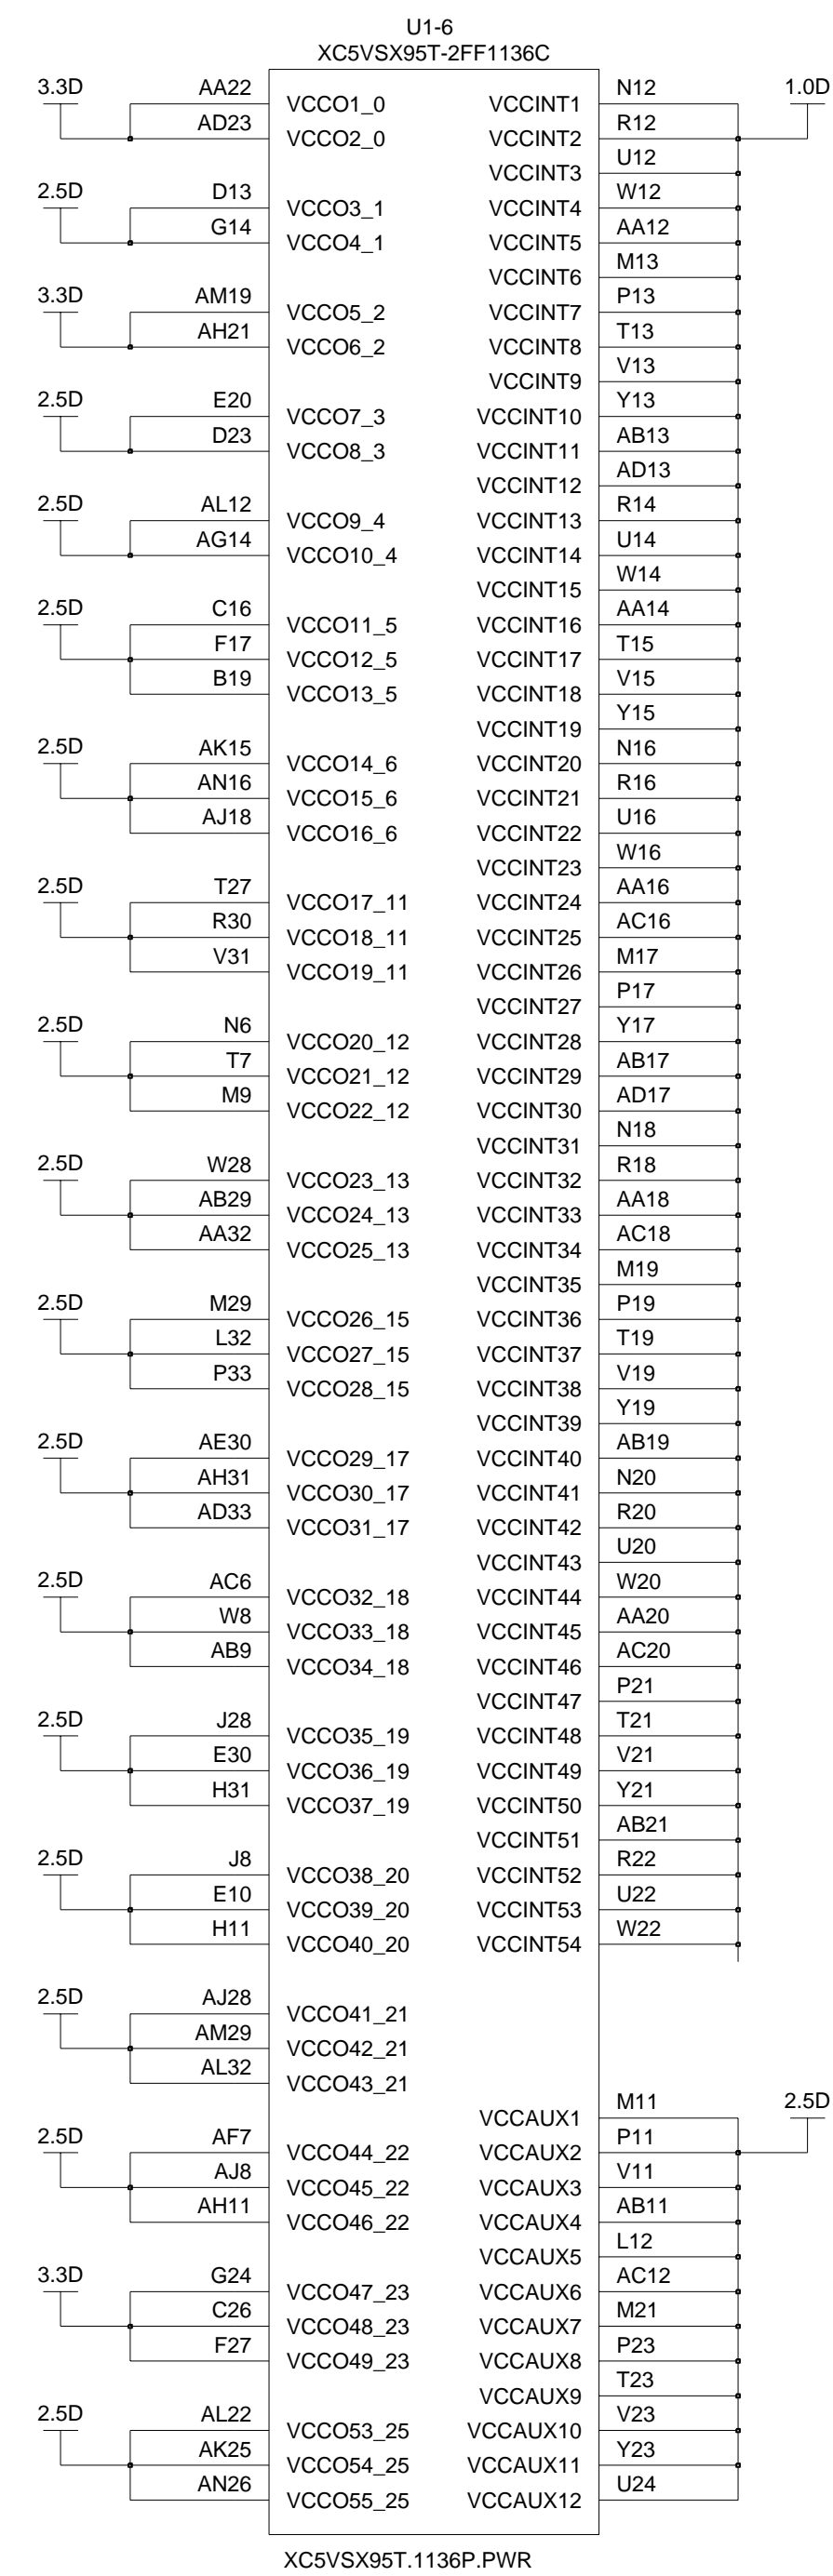 U1-6
XC5VSX95T-2FF1136C
3.3D AA22 VCCO1_0 VCCINT1 N12 1.0D
AD23 VCCO2_0 VCCINT2 R12
VCCINT3 U12
2.5D D13 VCCO3_1 VCCINT4 W12
G14 VCCO4_1 VCCINT5 AA12
VCCINT6 M13
3.3D AM19 VCCO5_2 VCCINT7 P13
AH21 VCCO6_2 VCCINT8 T13
VCCINT9 V13
2.5D E20 VCCO7_3 VCCINT10 Y13
D23 VCCO8_3 VCCINT11 AB13
VCCINT12 AD13
2.5D AL12 VCCO9_4 VCCINT13 R14
AG14 VCCO10_4 VCCINT14 U14
VCCINT15 W14
2.5D C16 VCCO11_5 VCCINT16 AA14
F17 VCCO12_5 VCCINT17 T15
B19 VCCO13_5 VCCINT18 V15
VCCINT19 Y15
2.5D AK15 VCCO14_6 VCCINT20 N16
AN16 VCCO15_6 VCCINT21 R16
AJ18 VCCO16_6 VCCINT22 U16
VCCINT23 W16
2.5D T27 VCCO17_11 VCCINT24 AA16
R30 VCCO18_11 VCCINT25 AC16
V31 VCCO19_11 VCCINT26 M17
VCCINT27 P17
2.5D N6 VCCO20_12 VCCINT28 Y17
T7 VCCO21_12 VCCINT29 AB17
M9 VCCO22_12 VCCINT30 AD17
VCCINT31 N18
2.5D W28 VCCO23_13 VCCINT32 R18
AB29 VCCO24_13 VCCINT33 AA18
AA32 VCCO25_13 VCCINT34 AC18
VCCINT35 M19
2.5D M29 VCCO26_15 VCCINT36 P19
L32 VCCO27_15 VCCINT37 T19
P33 VCCO28_15 VCCINT38 V19
VCCINT39 Y19
2.5D AE30 VCCO29_17 VCCINT40 AB19
AH31 VCCO30_17 VCCINT41 N20
AD33 VCCO31_17 VCCINT42 R20
VCCINT43 U20
2.5D AC6 VCCO32_18 VCCINT44 W20
W8 VCCO33_18 VCCINT45 AA20
AB9 VCCO34_18 VCCINT46 AC20
VCCINT47 P21
2.5D J28 VCCO35_19 VCCINT48 T21
E30 VCCO36_19 VCCINT49 V21
H31 VCCO37_19 VCCINT50 Y21
VCCINT51 AB21
2.5D J8 VCCO38_20 VCCINT52 R22
E10 VCCO39_20 VCCINT53 U22
H11 VCCO40_20 VCCINT54 W22
2.5D AJ28 VCCO41_21
AM29 VCCO42_21
AL32 VCCO43_21
VCCAUX1 M11 2.5D
2.5D AF7 VCCO44_22 VCCAUX2 P11
AJ8 VCCO45_22 VCCAUX3 V11
AH11 VCCO46_22 VCCAUX4 AB11
VCCAUX5 L12
3.3D G24 VCCO47_23 VCCAUX6 AC12
C26 VCCO48_23 VCCAUX7 M21
F27 VCCO49_23 VCCAUX8 P23
VCCAUX9 T23
2.5D AL22 VCCO53_25 VCCAUX10 V23
AK25 VCCO54_25 VCCAUX11 Y23
AN26 VCCO55_25 VCCAUX12 U24
XC5VSX95T.1136P.PWR